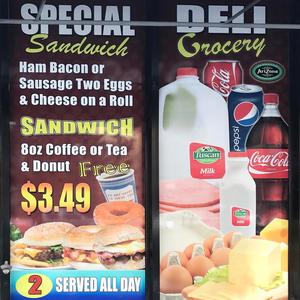 SPECIAL
Sandwich
Ham Bacon or
Sausage Two Eggs
& Cheese on a Roll
SANDWICH
8oz Coffee or Tea
& Donut Free
$3.49
2 SERVED ALL DAY
DELI
Grocery
Coca-Cola
AriZona
pepsi
Coca-Cola
Tuscan
Milk